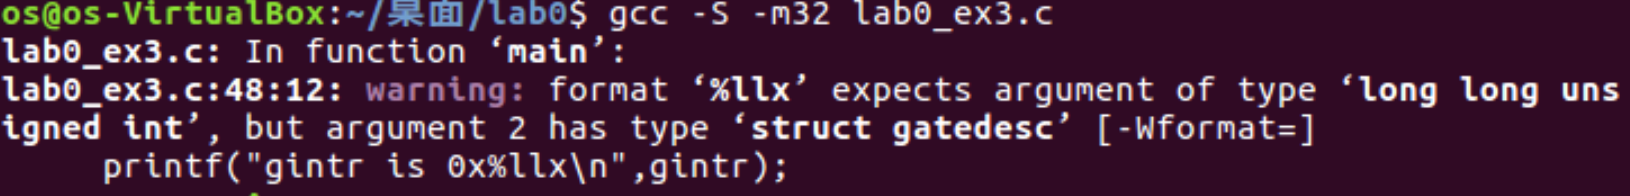 os@os-VirtualBox:~/桌面/lab0$ gcc -S -m32 lab0_ex3.c
lab0_ex3.c: In function ‘main’:
lab0_ex3.c:48:12: warning: format ‘%llx’ expects argument of type ‘long long uns
igned int’, but argument 2 has type ‘struct gatedesc’ [-Wformat=]
     printf("gintr is 0x%llx\n",gintr);